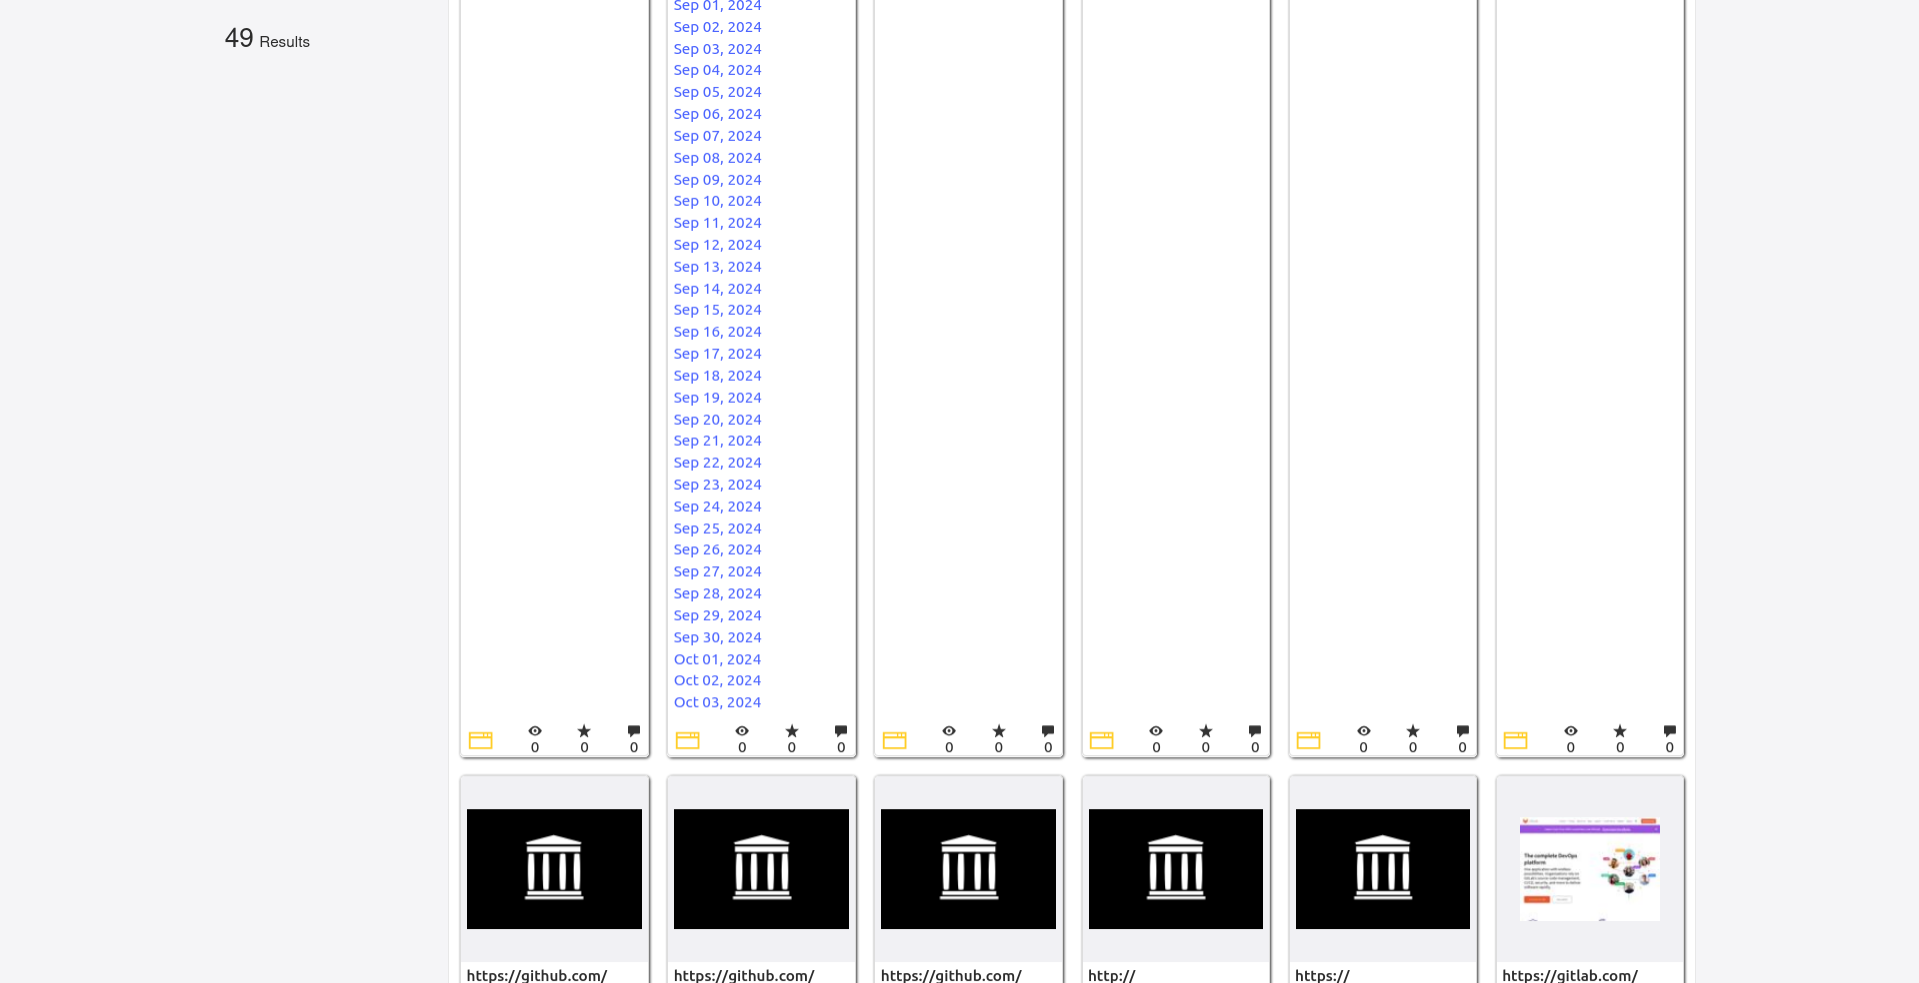 49 Results
Sep 01, 2024
Sep 02, 2024
Sep 03, 2024
Sep 04, 2024
Sep 05, 2024
Sep 06, 2024
Sep 07, 2024
Sep 08, 2024
Sep 09, 2024
Sep 10, 2024
Sep 11, 2024
Sep 12, 2024
Sep 13, 2024
Sep 14, 2024
Sep 15, 2024
Sep 16, 2024
Sep 17, 2024
Sep 18, 2024
Sep 19, 2024
Sep 20, 2024
Sep 21, 2024
Sep 22, 2024
Sep 23, 2024
Sep 24, 2024
Sep 25, 2024
Sep 26, 2024
Sep 27, 2024
Sep 28, 2024
Sep 29, 2024
Sep 30, 2024
Oct 01, 2024
Oct 02, 2024
Oct 03, 2024
0 0 0 0 0 0 0 0 0 0 0 0 0 0 0 0 0 0
The complete DevOps
platform
https://github.com/ https://github.com/ https://github.com/ http:// https:// https://gitlab.com/